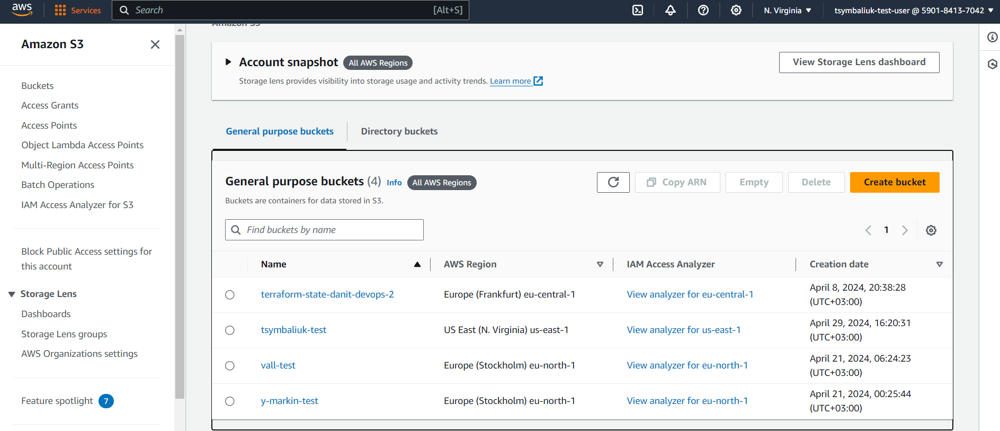 aws
Services
Search
[Alt+S]
N. Virginia
tsymbaliuk-test-user @ 5901-8413-7042
Amazon S3
Buckets
Access Grants
Access Points
Object Lambda Access Points
Multi-Region Access Points
Batch Operations
IAM Access Analyzer for S3
Block Public Access settings for
this account
Storage Lens
Dashboards
Storage Lens groups
AWS Organizations settings
Feature spotlight 7
Amazon S3
Account snapshot All AWS Regions
Storage lens provides visibility into storage usage and activity trends. Learn more
View Storage Lens dashboard
General purpose buckets
Directory buckets
General purpose buckets (4) Info All AWS Regions
Buckets are containers for data stored in S3.
Copy ARN
Empty
Delete
Create bucket
Find buckets by name
1
Name
AWS Region
IAM Access Analyzer
Creation date
terraform-state-danit-devops-2
Europe (Frankfurt) eu-central-1
View analyzer for eu-central-1
April 8, 2024, 20:38:28
(UTC+03:00)
tsymbaliuk-test
US East (N. Virginia) us-east-1
View analyzer for us-east-1
April 29, 2024, 16:20:31
(UTC+03:00)
vall-test
Europe (Stockholm) eu-north-1
View analyzer for eu-north-1
April 21, 2024, 06:24:23
(UTC+03:00)
y-markin-test
Europe (Stockholm) eu-north-1
View analyzer for eu-north-1
April 21, 2024, 00:25:44
(UTC+03:00)